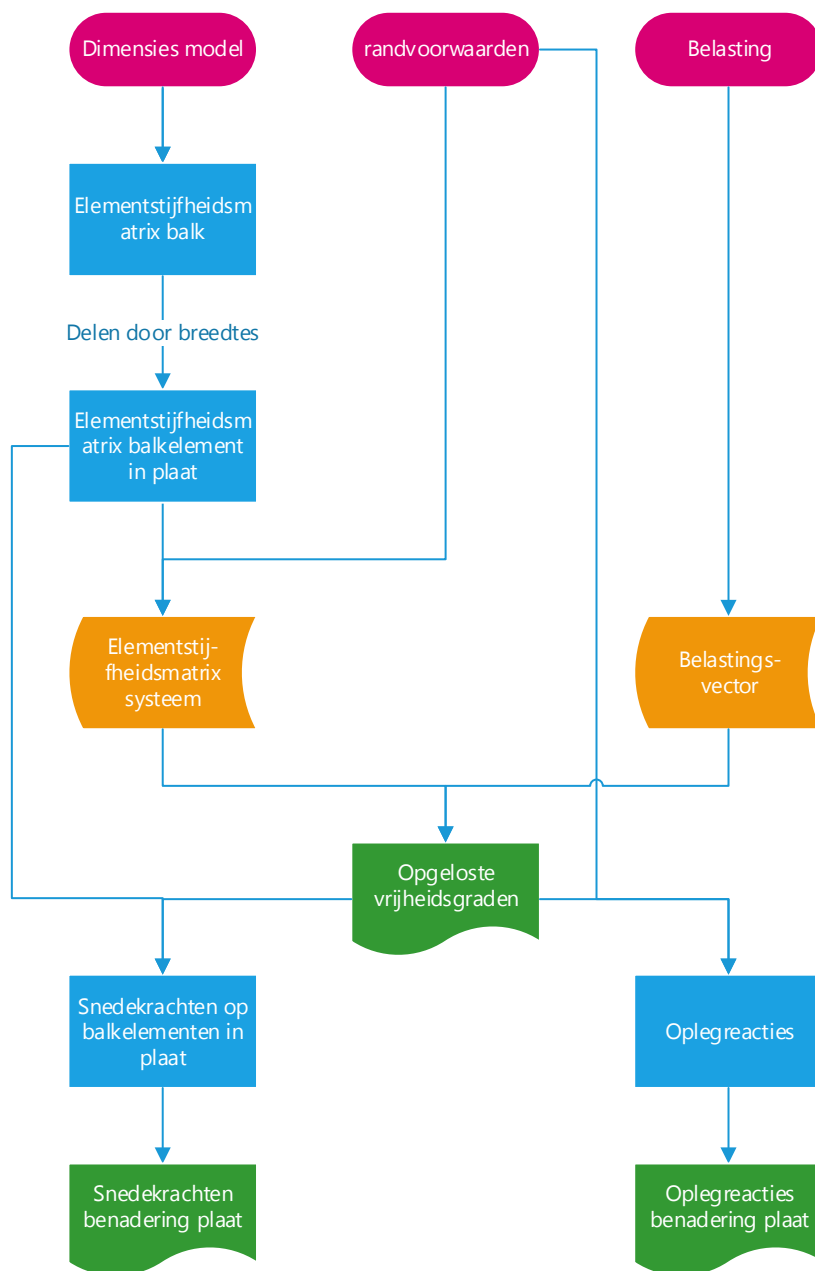 Dimensies model
randvoorwaarden
Belasting
Elementstijfheidsm
atrix balk
Delen door breedtes
Elementstijfheidsm
atrix balkelement
in plaat
Elementstij-
fheidsmatrix
systeem
Belastings-
vector
Opgeloste
vrijheidsgraden
Snedekrachten op
balkelementen in
plaat
Oplegreacties
Snedekrachten
benadering plaat
Oplegreacties
benadering plaat